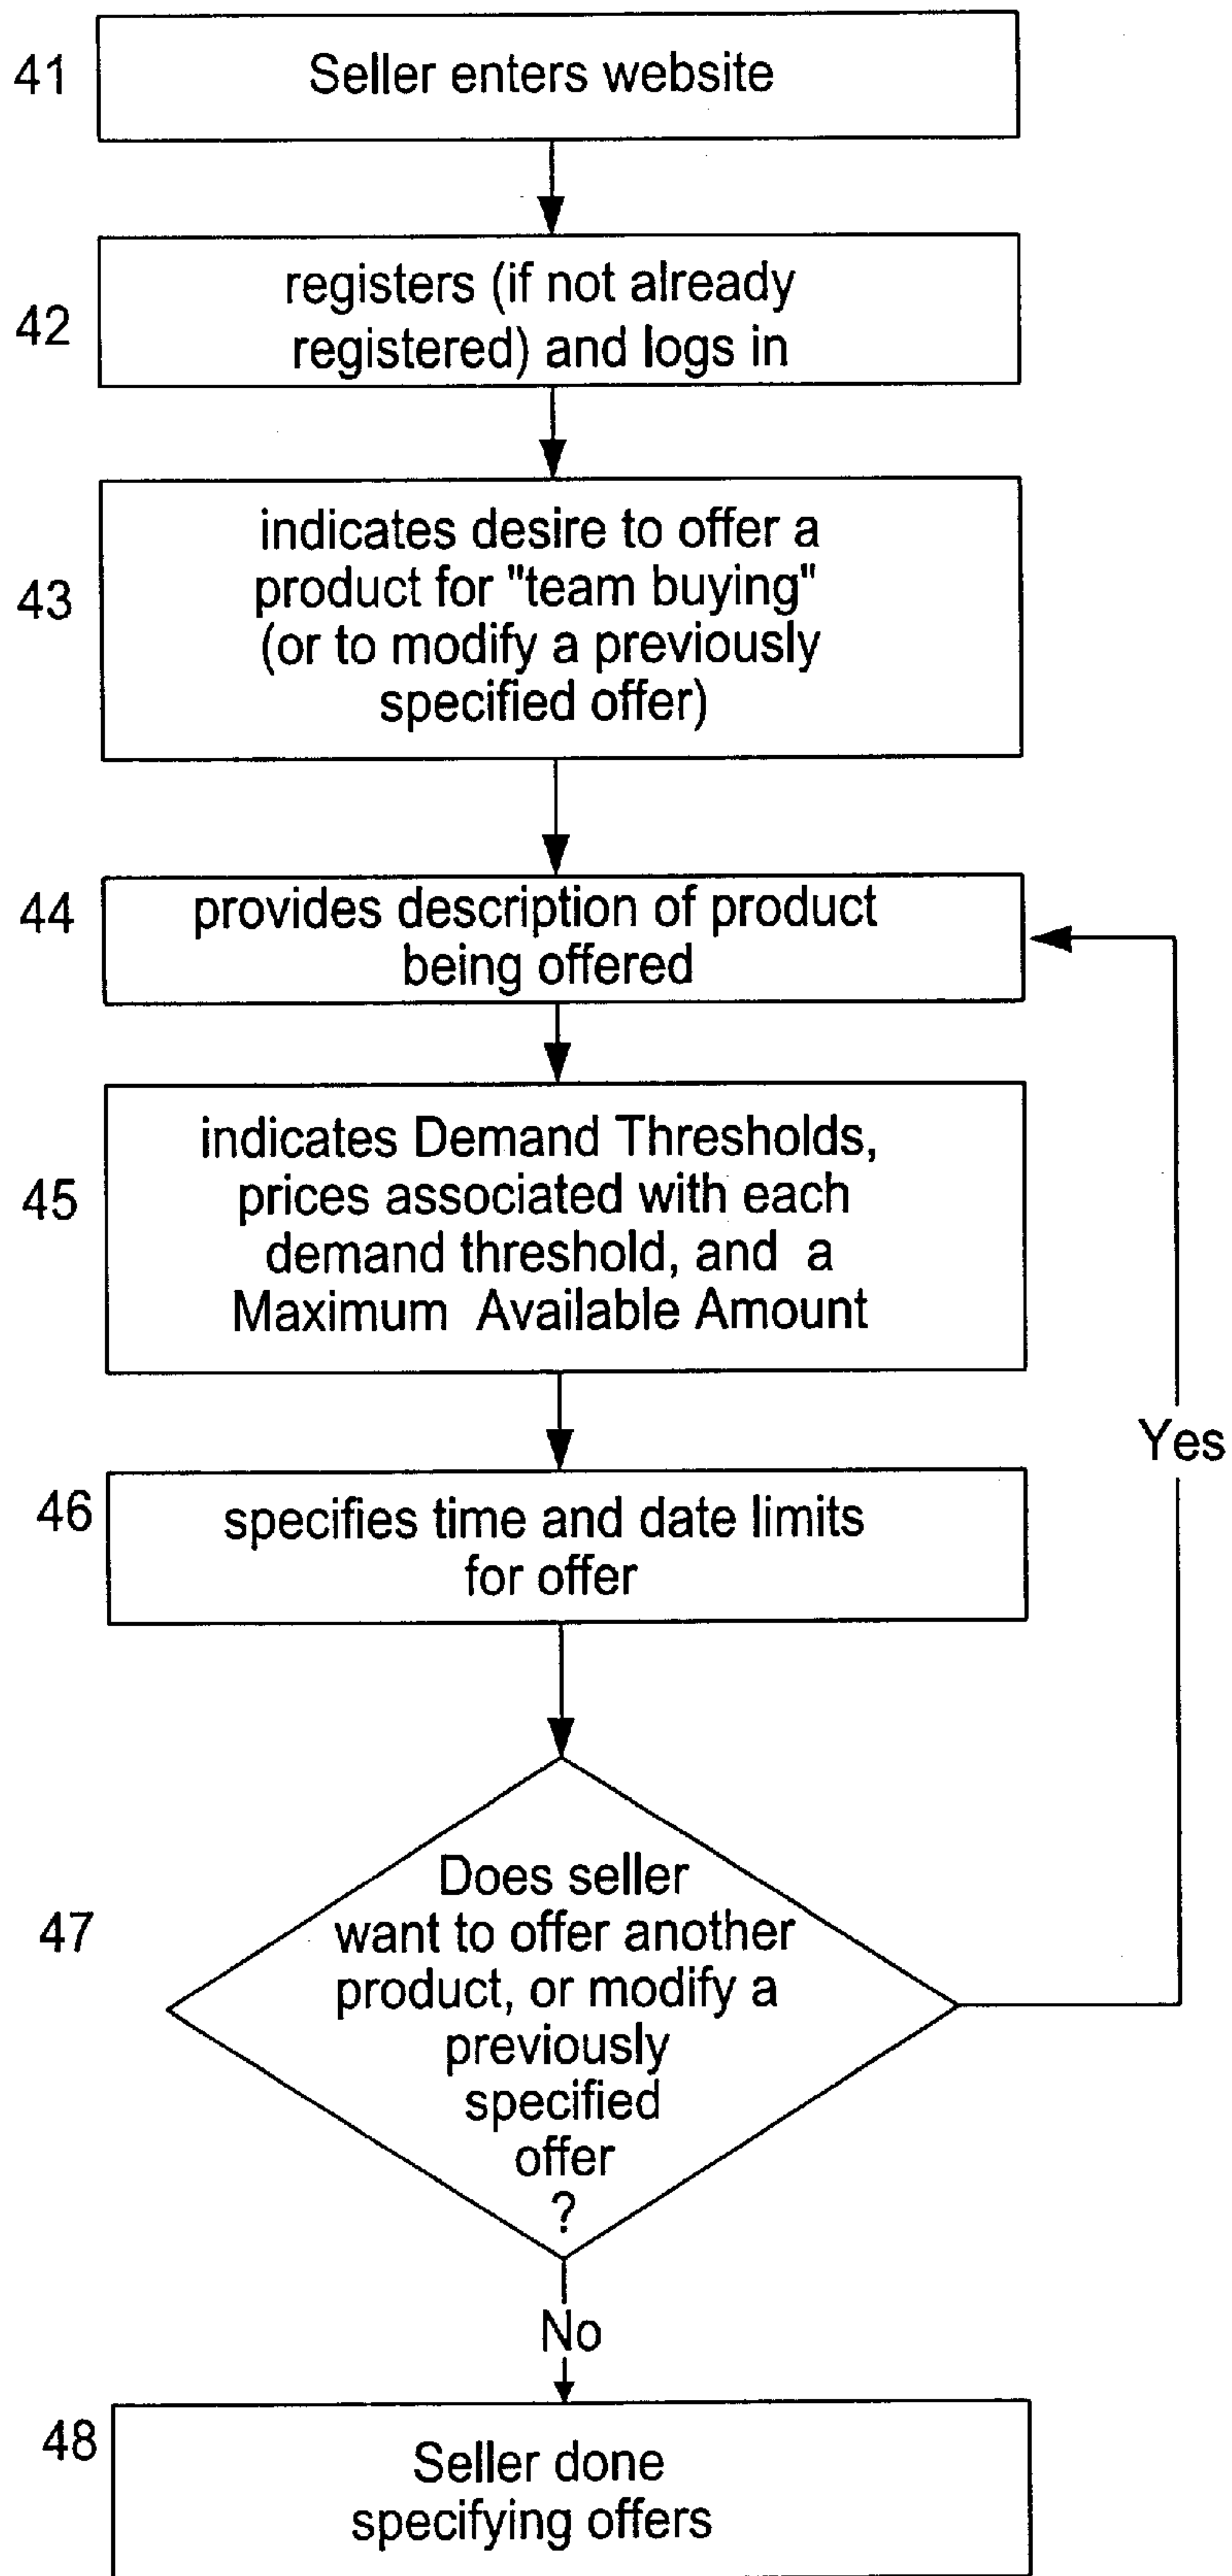 41
Seller enters website
42
registers (if not already
registered) and logs in
43
indicates desire to offer a
product for "team buying"
(or to modify a previously
specified offer)
44
provides description of product
being offered
45
indicates Demand Thresholds,
prices associated with each
demand threshold, and a
Maximum Available Amount
46
specifies time and date limits
for offer
Yes
47
Does seller
want to offer another
product, or modify a
previously
specified
offer
?
No
48
Seller done
specifying offers